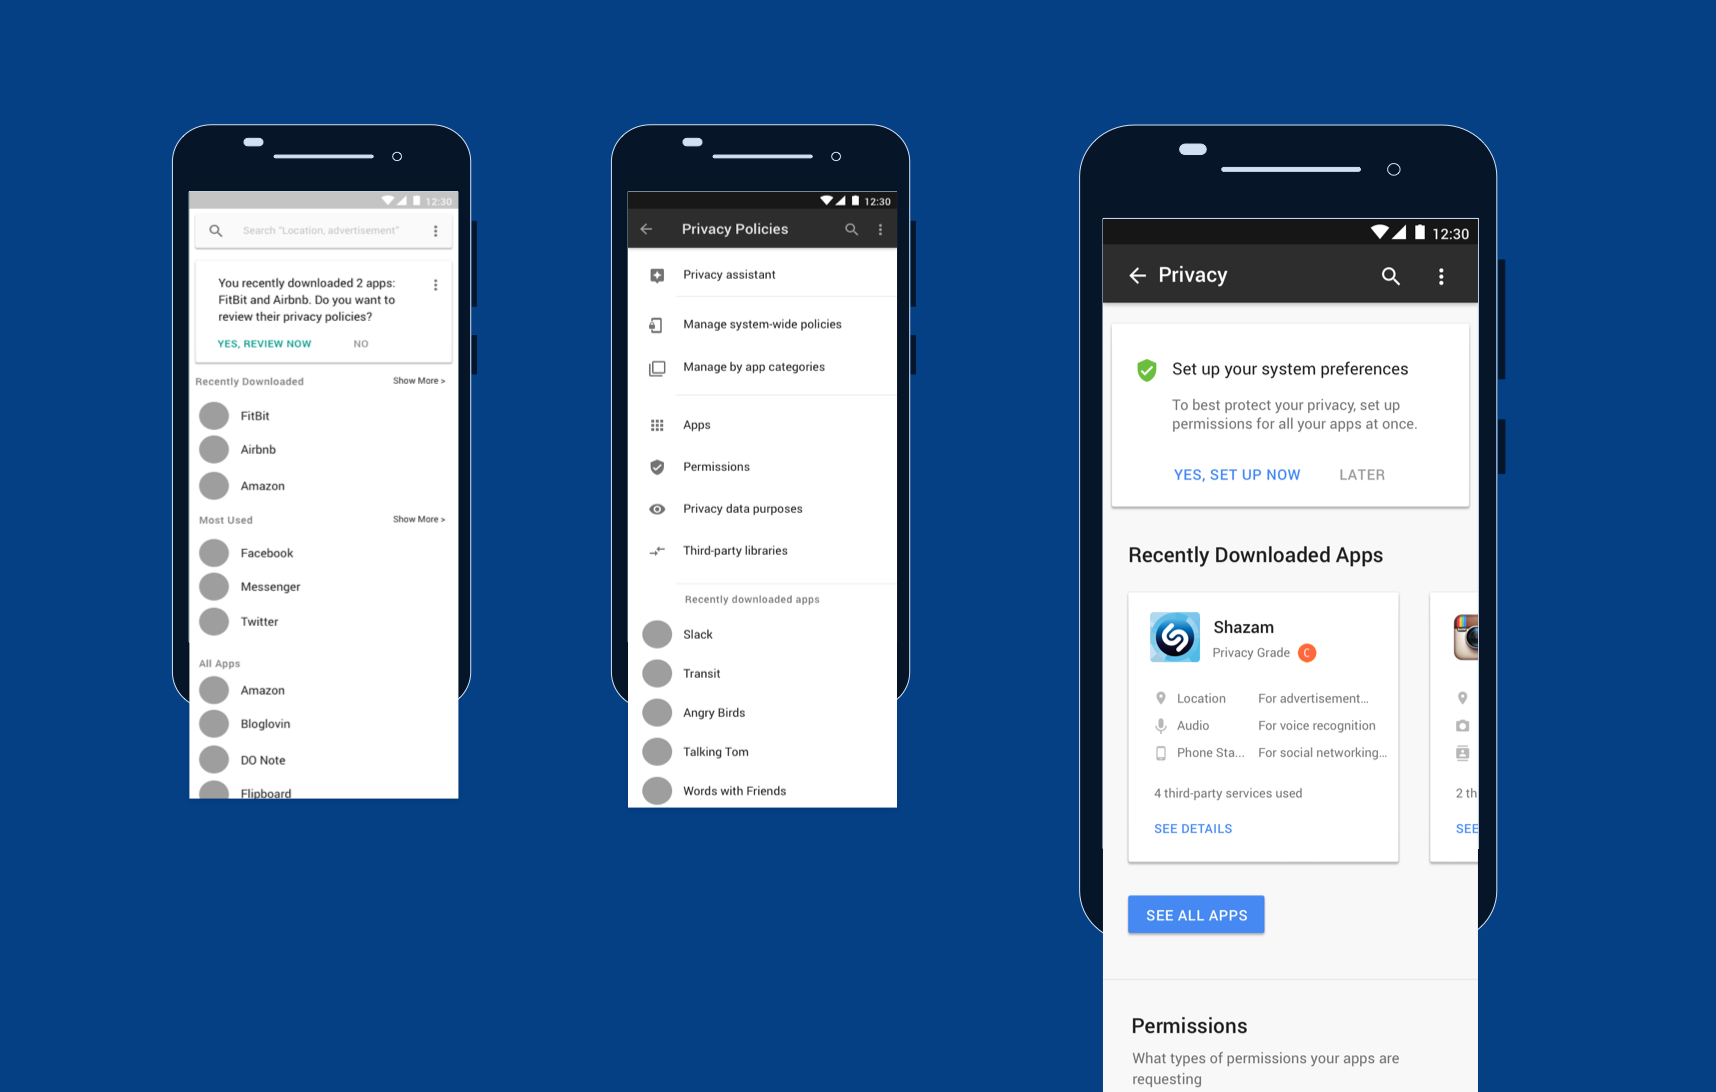 12:30
Search "Location, advertisement"
You recently downloaded 2 apps:
FitBit and Airbnb. Do you want to
review their privacy policies?
YES, REVIEW NOW NO
Recently Downloaded Show More >
FitBit
Airbnb
Amazon
Most Used Show More >
Facebook
Messenger
Twitter
All Apps
Amazon
Bloglovin
DO Note
Flipboard
12:30
Privacy Policies
Privacy assistant
Manage system-wide policies
Manage by app categories
Apps
Permissions
Privacy data purposes
Third-party libraries
Recently downloaded apps
Slack
Transit
Angry Birds
Talking Tom
Words with Friends
12:30
Privacy
Set up your system preferences
To best protect your privacy, set up
permissions for all your apps at once.
YES, SET UP NOW LATER
Recently Downloaded Apps
Shazam
Privacy Grade C
Location For advertisement...
Audio For voice recognition
Phone Sta... For social networking...
4 third-party services used
SEE DETAILS
2 th
SEE
SEE ALL APPS
Permissions
What types of permissions your apps are
requesting